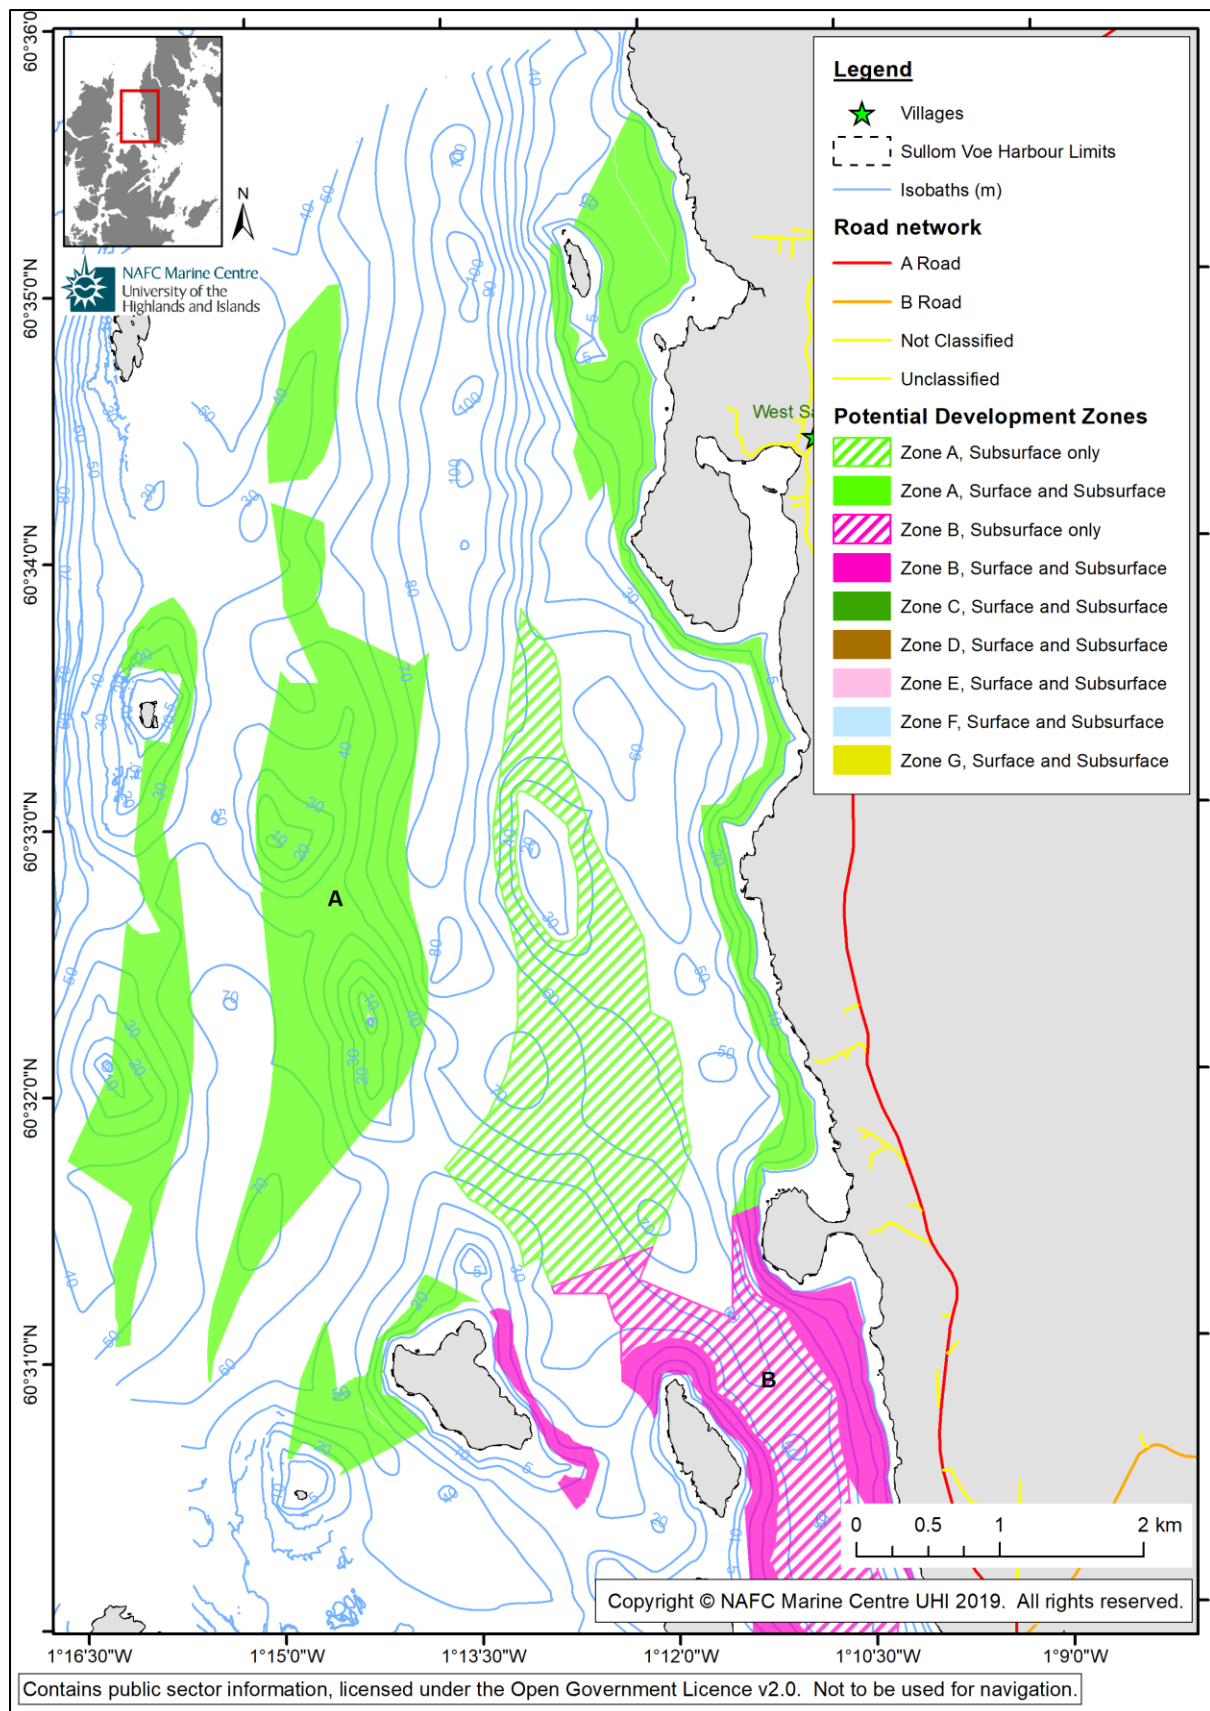 60°36'0
60°35'0"N
60°34'0"N
60°33'0"N
60°32'0"N
60°31'0"N
N
NAFC Marine Centre
University of the
Highlands and Islands
Legend
Villages
Sullom Voe Harbour Limits
Isobaths (m)
Road network
A Road
B Road
Not Classified
Unclassified
Potential Development Zones
Zone A, Subsurface only
Zone A, Surface and Subsurface
Zone B, Subsurface only
Zone B, Surface and Subsurface
Zone C, Surface and Subsurface
Zone D, Surface and Subsurface
Zone E, Surface and Subsurface
Zone F, Surface and Subsurface
Zone G, Surface and Subsurface
West Sa
A
B
0 0.5 1 2 km
Copyright © NAFC Marine Centre UHI 2019. All rights reserved.
1°16'30"W 1°15'0"W 1°13'30"W 1°12'0"W 1°10'30"W 1°9'0"W
Contains public sector information, licensed under the Open Government Licence v2.0. Not to be used for navigation.